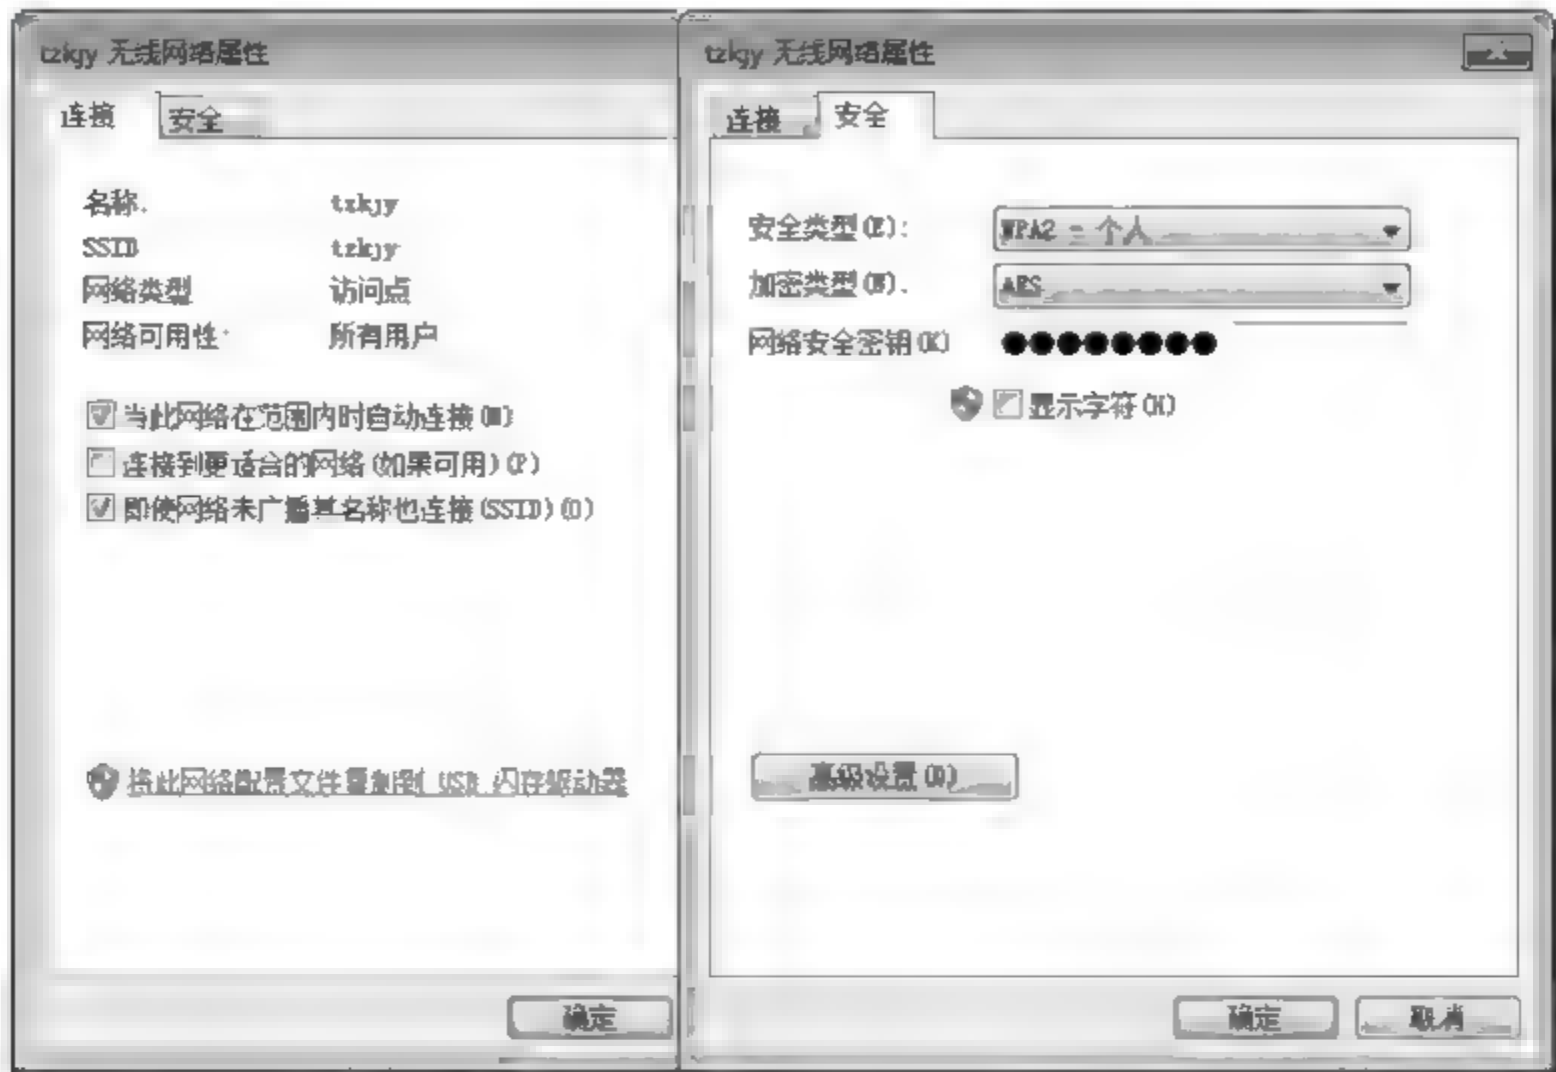 tzkjy 无线网络属性
连接 安全
名称: tzkjy
SSID tzkjy
网络类型 访问点
网络可用性: 所有用户
当此网络在范围内时自动连接(M)
连接到更适合的网络(如果可用)(P)
即使网络未广播其名称也连接(SSID)(O)
将此网络配置文件复制到 USB 闪存驱动器
确定
tzkjy 无线网络属性
连接 安全
安全类型(E): WPA2 - 个人
加密类型(N). AES
网络安全密钥(K) ●●●●●●●●
显示字符(H)
高级设置(D)
确定 取消